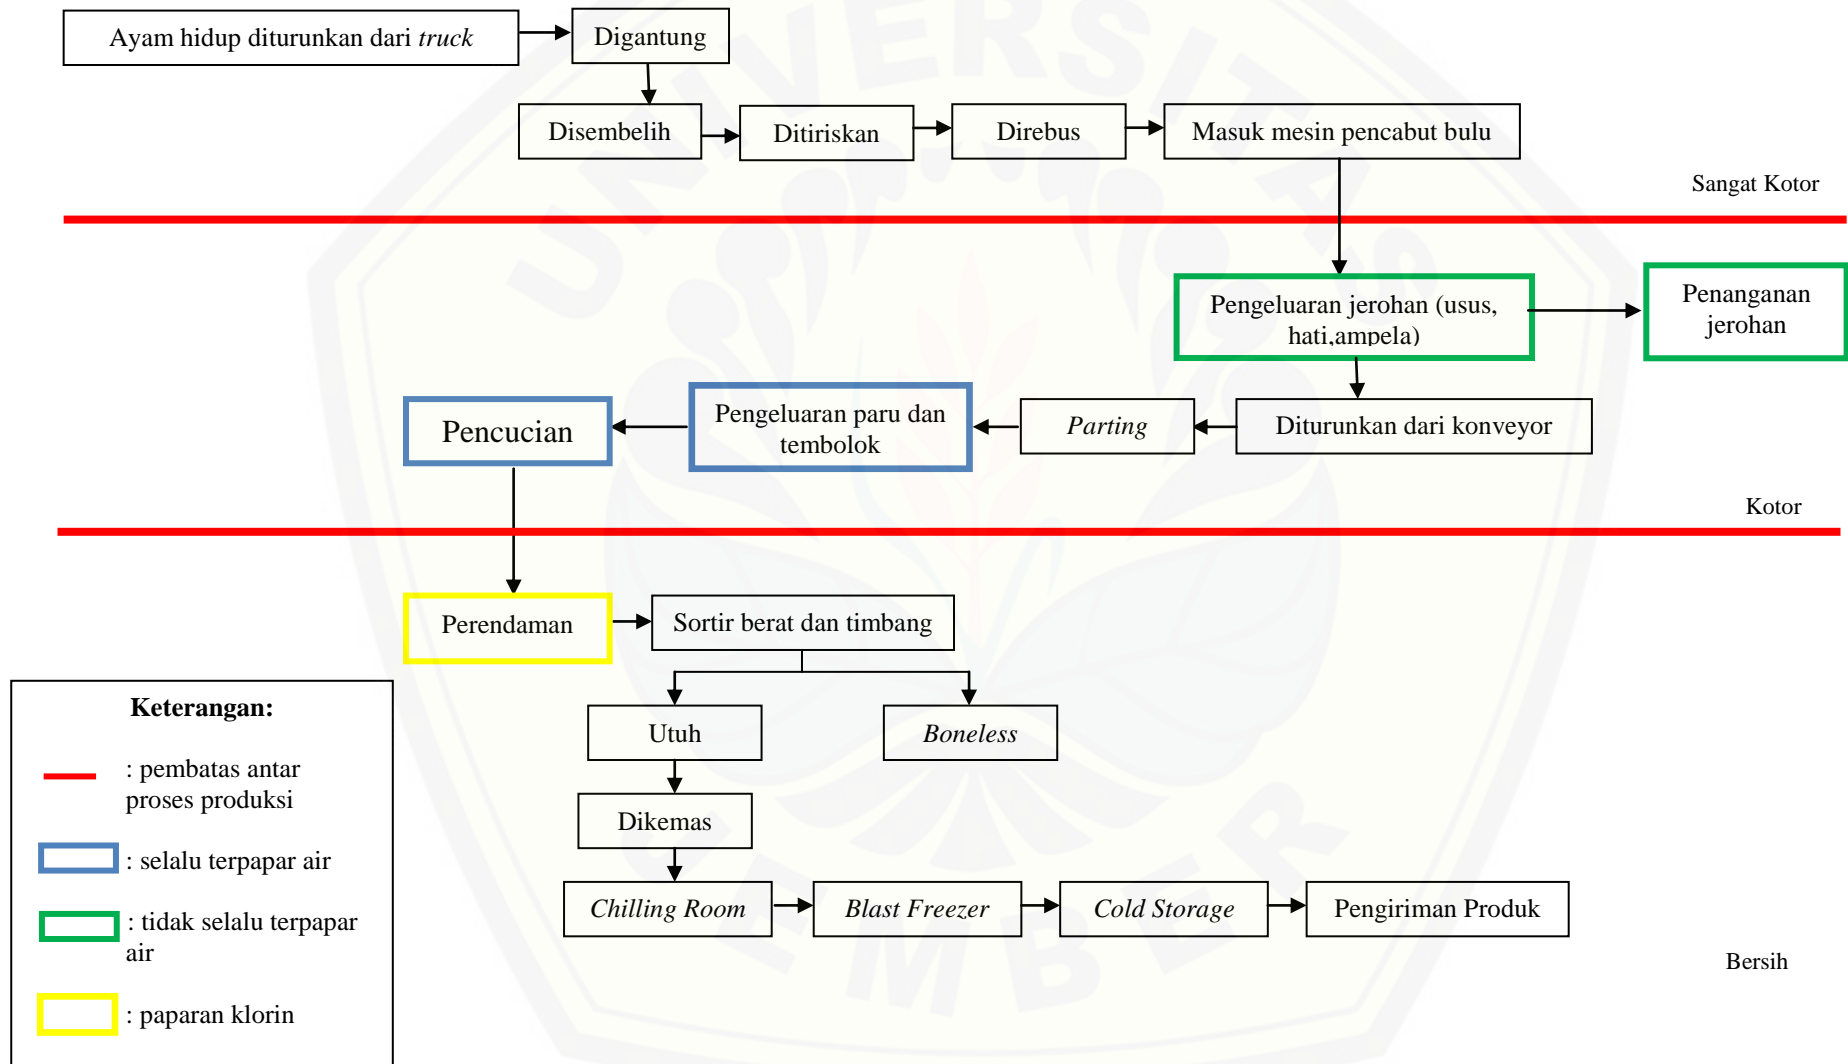 Ayam hidup diturunkan dari truck
Digantung
Disembelih
Ditiriskan
Direbus
Masuk mesin pencabut bulu
Sangat Kotor
Pengeluaran jerohan (usus,
hati,ampela)
Penanganan
jerohan
Diturunkan dari konveyor
Parting
Pengeluaran paru dan
tembolok
Pencucian
Kotor
Perendaman
Sortir berat dan timbang
Utuh
Boneless
Dikemas
Chilling Room
Blast Freezer
Cold Storage
Pengiriman Produk
Bersih
Keterangan:
: pembatas antar
proses produksi
: selalu terpapar air
: tidak selalu terpapar
air
: paparan klorin
UNIVERSITAS
JEMBER